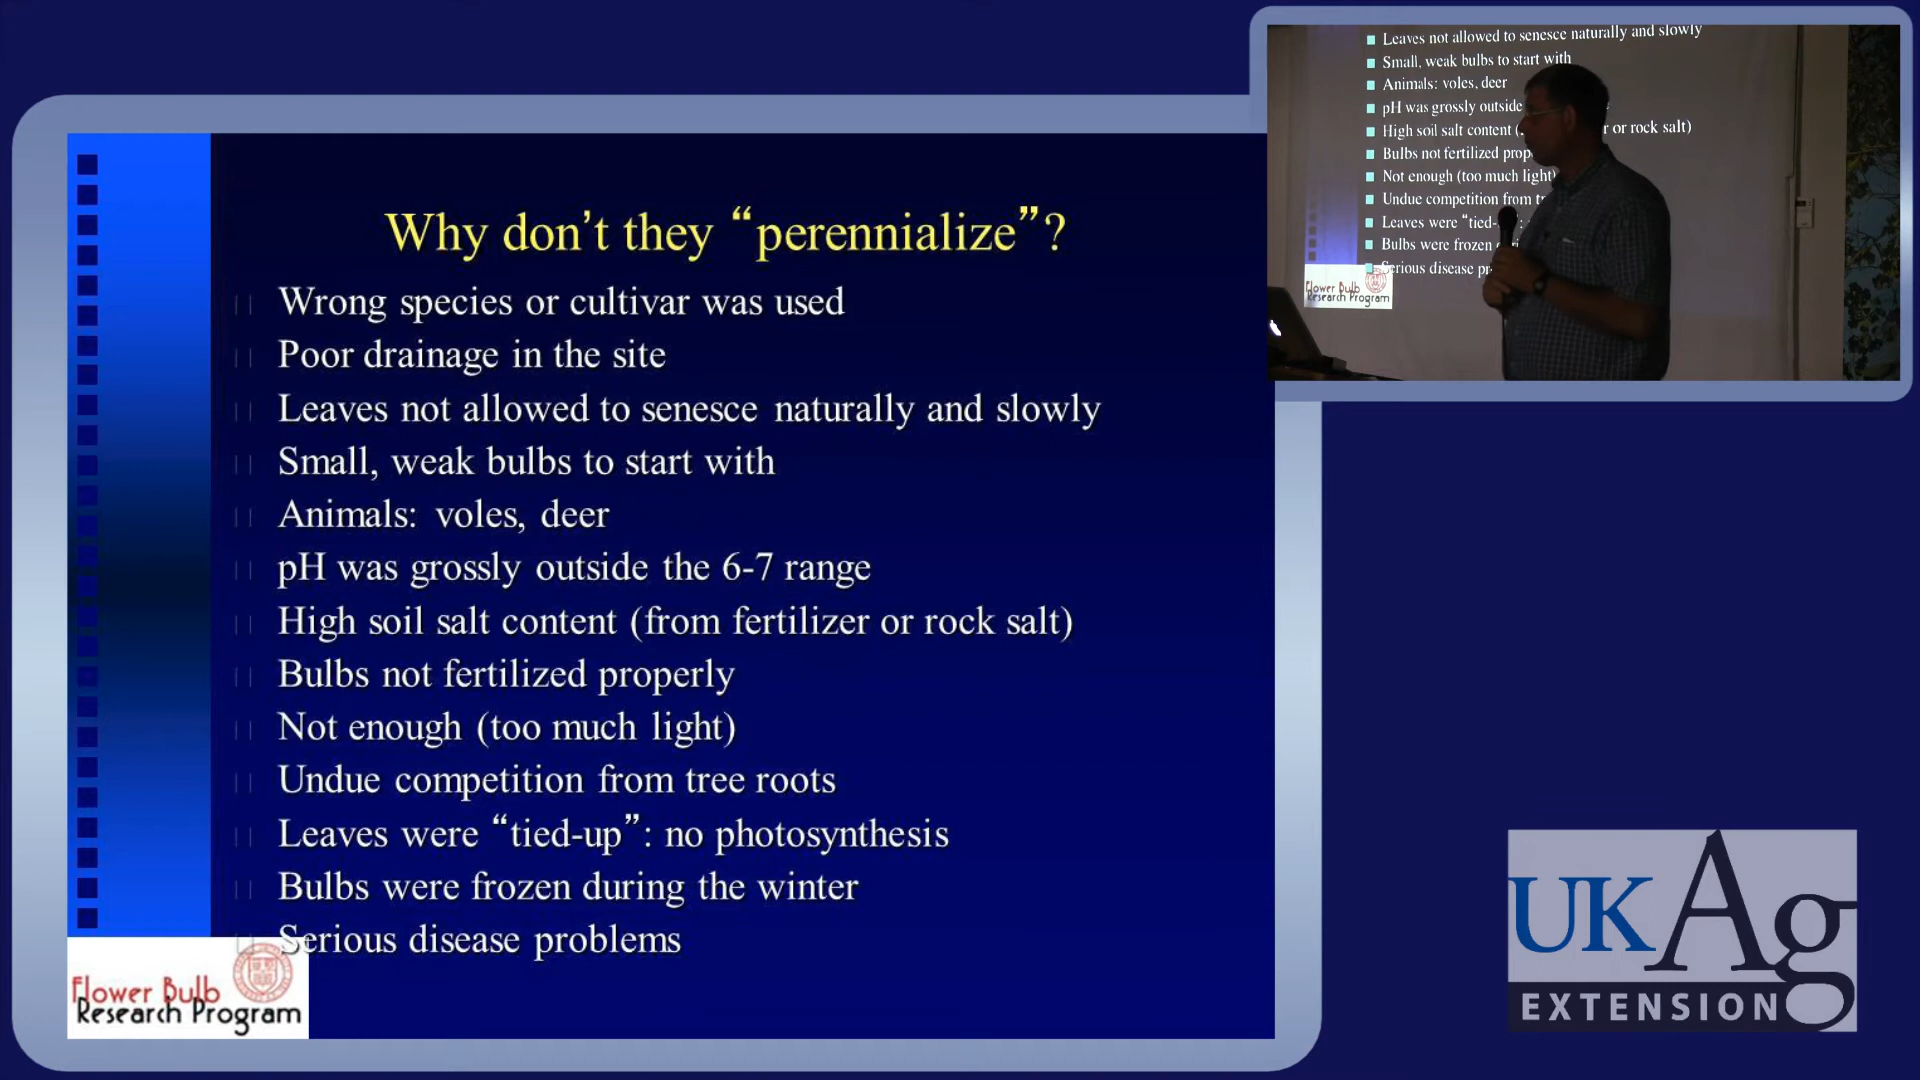 Why don’t they “perennialize”?
Wrong species or cultivar was used
Poor drainage in the site
Leaves not allowed to senesce naturally and slowly
Small, weak bulbs to start with
Animals: voles, deer
pH was grossly outside the 6-7 range
High soil salt content (from fertilizer or rock salt)
Bulbs not fertilized properly
Not enough (too much light)
Undue competition from tree roots
Leaves were “tied-up”: no photosynthesis
Bulbs were frozen during the winter
Serious disease problems
Flower Bulb
Research Program
Leaves not allowed to senesce naturally and slowly
Small, weak bulbs to start with
Animals: voles, deer
pH was grossly outside
High soil salt content ( r or rock salt)
Bulbs not fertilized prop
Not enough (too much light)
Undue competition from
Leaves were “tied-
Bulbs were frozen
Serious disease pr
Flower Bulb
Research Program
UKAg
EXTENSION